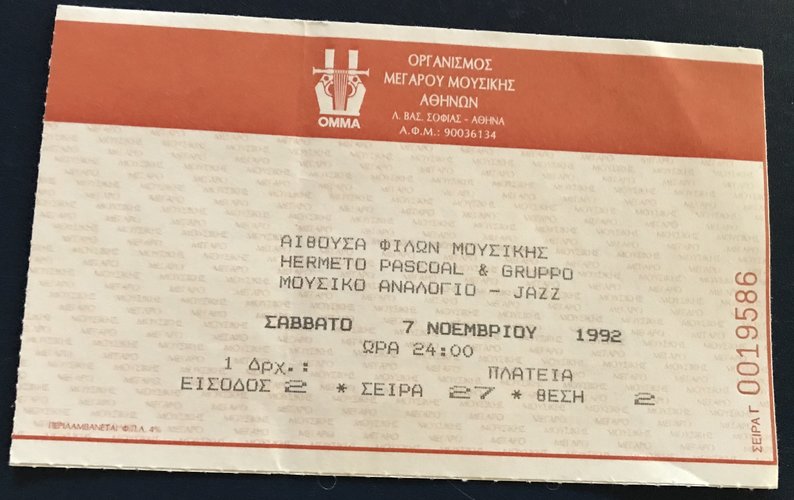 ΟΡΓΑΝΙΣΜΟΣ
ΜΕΓΑΡΟΥ ΜΟΥΣΙΚΗΣ
ΑΘΗΝΩΝ
Λ. ΒΑΣ. ΣΟΦΙΑΣ - ΑΘΗΝΑ
Α.Φ.Μ.: 90036134
ΟΜΜΑ
ΑΙΘΟΥΣΑ ΦΙΛΩΝ ΜΟΥΣΙΚΗΣ
HERMETO PASCOAL & GRUPPO
ΜΟΥΣΙΚΟ ΑΝΑΛΟΓΙΟ - JAZZ
ΣΑΒΒΑΤΟ 7 ΝΟΕΜΒΡΙΟΥ 1992
ΩΡΑ 24:00
1 Δρχ.: ΠΛΑΤΕΙΑ
ΕΙΣΟΔΟΣ 2 * ΣΕΙΡΑ 27 * ΘΕΣΗ 2
ΠΕΡΙΛΑΜΒΑΝΕΤΑΙ Φ.Π.Α. 4%
ΣΕΙΡΑ Γ 0019586